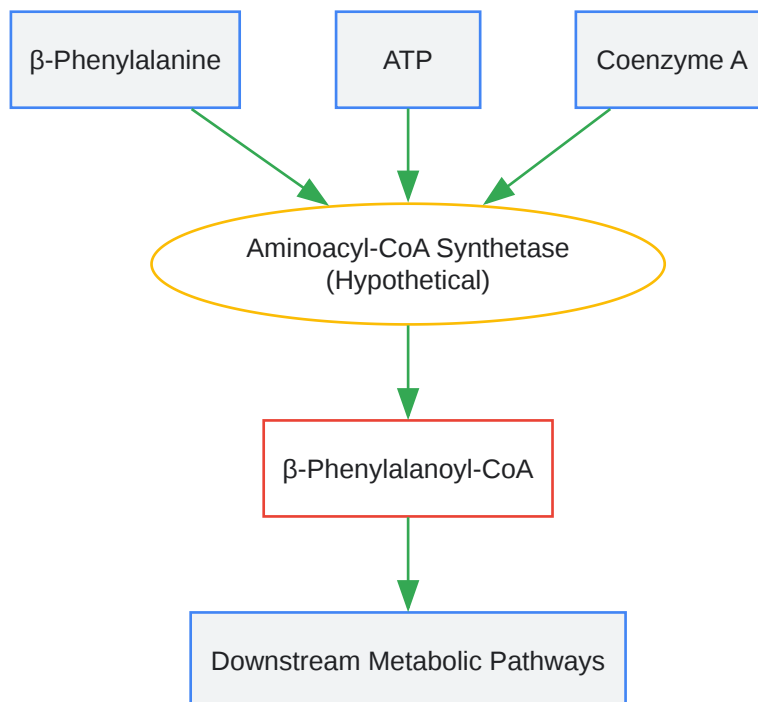 β-Phenylalanine
ATP
Coenzyme A
Aminoacyl-CoA Synthetase
(Hypothetical)
β-Phenylalanoyl-CoA
Downstream Metabolic Pathways